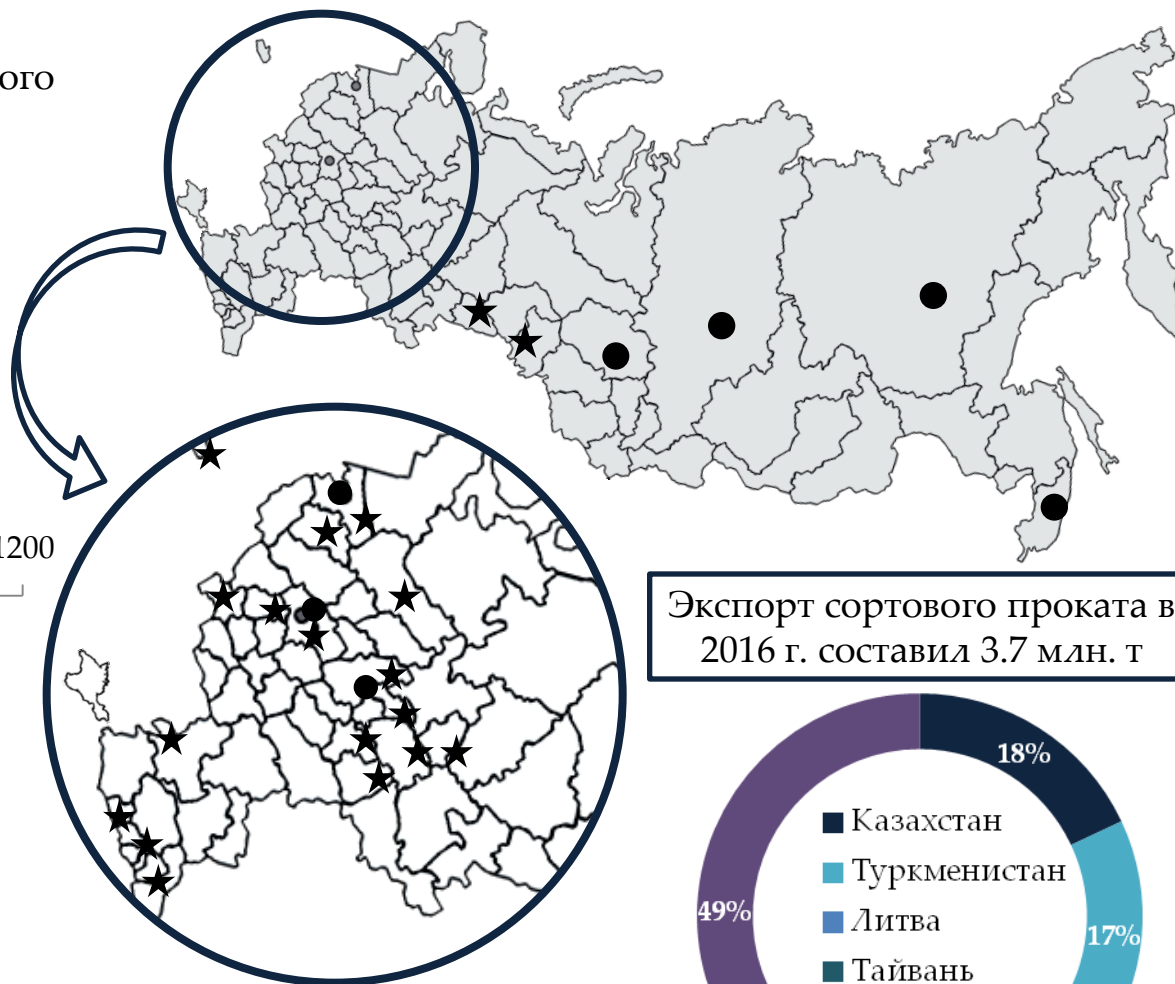 ого
1200
Экспорт сортового проката в
2016 г. составил 3.7 млн. т
18%
Казахстан
Туркменистан
Литва
Тайвань
49%
17%